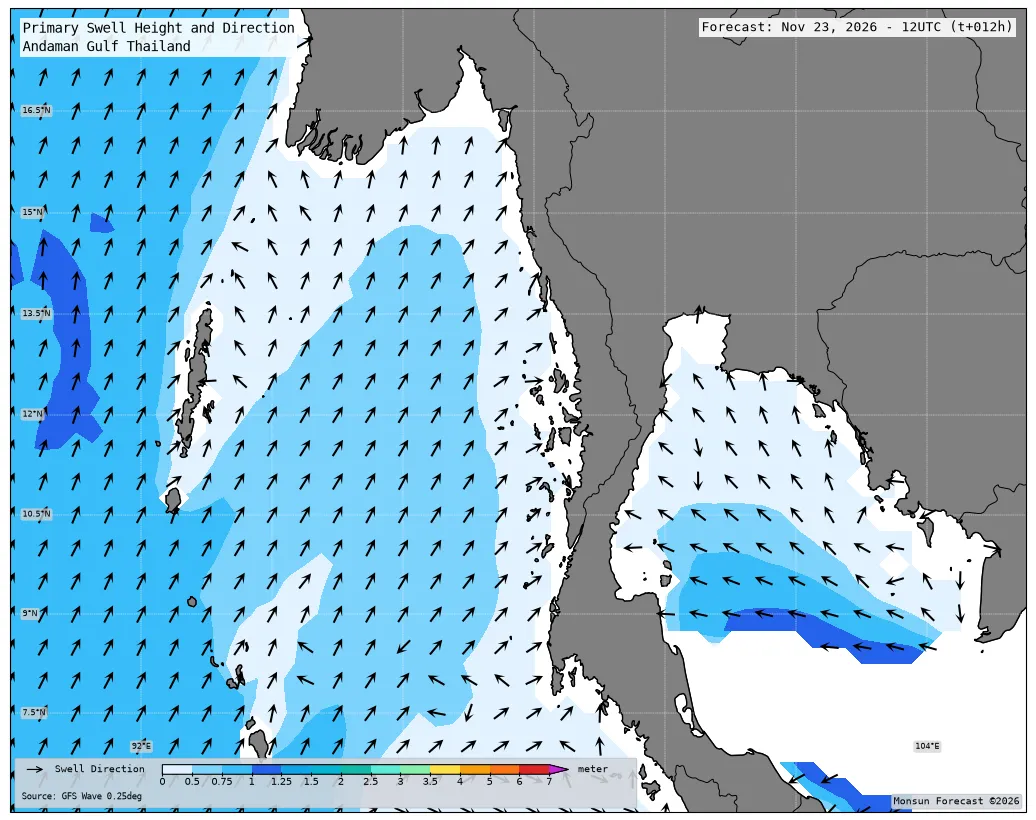 Primary Swell Height and Direction
Andaman Gulf Thailand
Forecast: Nov 23, 2026 - 12UTC (t+012h)
16.5°N
15°N
13.5°N
12°N
10.5°N
9°N
7.5°N
92°E
104°E
Swell Direction
0 0.5 0.75 1 1.25 1.5 2 2.5 3 3.5 4 5 6 7
meter
Source: GFS Wave 0.25deg
Monsun Forecast ©2026